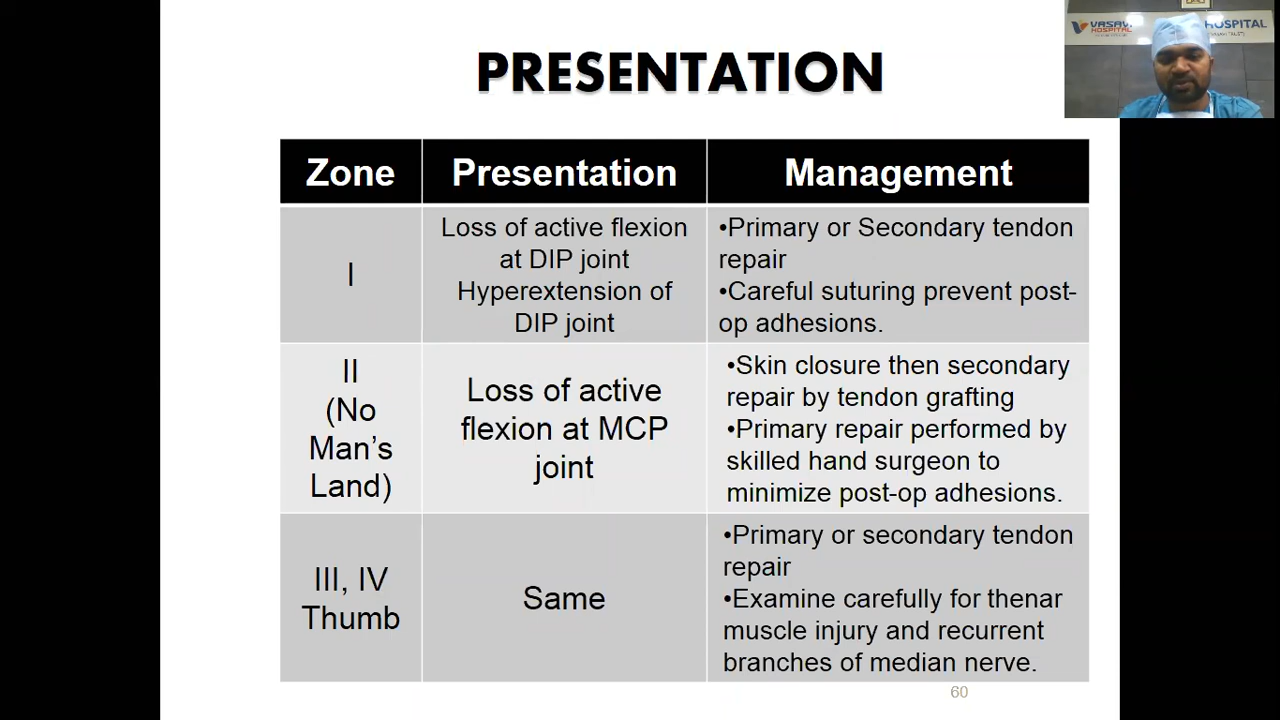 VASAVI
HOSPITAL
HOSPITAL
PRESENTATION
Zone
Presentation
Management
I
Loss of active flexion
at DIP joint
Hyperextension of
DIP joint
•Primary or Secondary tendon
repair
•Careful suturing prevent post-
op adhesions.
II
(No
Man’s
Land)
Loss of active
flexion at MCP
joint
•Skin closure then secondary
repair by tendon grafting
•Primary repair performed by
skilled hand surgeon to
minimize post-op adhesions.
III, IV
Thumb
Same
•Primary or secondary tendon
repair
•Examine carefully for thenar
muscle injury and recurrent
branches of median nerve.
60